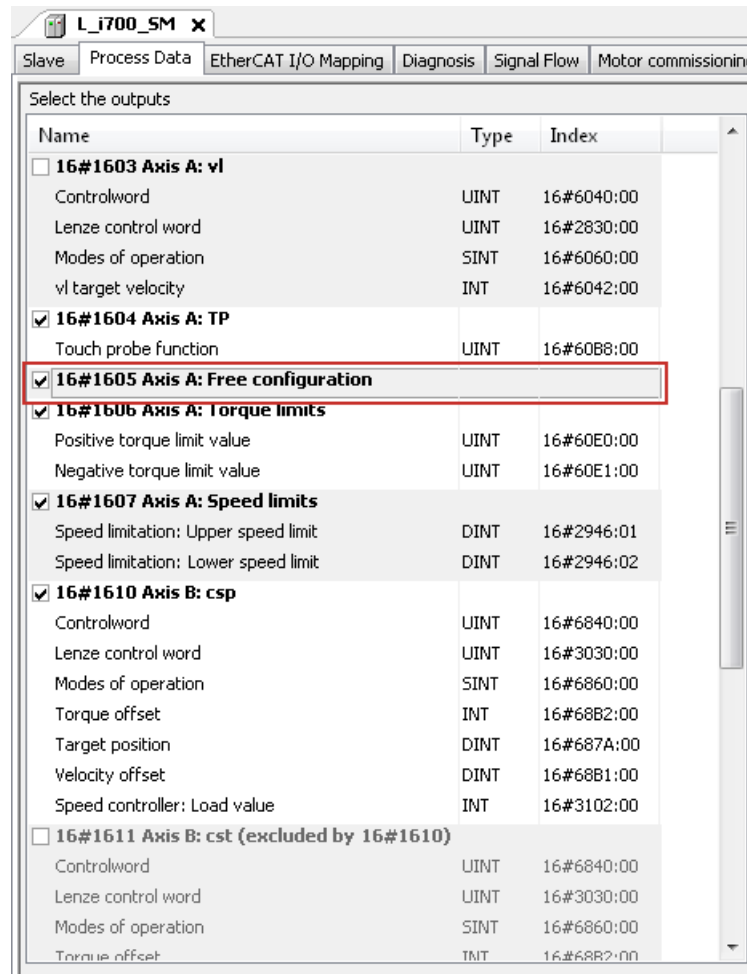 L_i700_SM x
Slave Process Data EtherCAT I/O Mapping Diagnosis Signal Flow Motor commissionin
Select the outputs
Name Type Index
16#1603 Axis A: vl
Controlword UINT 16#6040:00
Lenze control word UINT 16#2830:00
Modes of operation SINT 16#6060:00
vl target velocity INT 16#6042:00
16#1604 Axis A: TP
Touch probe function UINT 16#60B8:00
16#1605 Axis A: Free configuration
16#1606 Axis A: Torque limits
Positive torque limit value UINT 16#60E0:00
Negative torque limit value UINT 16#60E1:00
16#1607 Axis A: Speed limits
Speed limitation: Upper speed limit DINT 16#2946:01
Speed limitation: Lower speed limit DINT 16#2946:02
16#1610 Axis B: csp
Controlword UINT 16#6840:00
Lenze control word UINT 16#3030:00
Modes of operation SINT 16#6860:00
Torque offset INT 16#68B2:00
Target position DINT 16#687A:00
Velocity offset DINT 16#68B1:00
Speed controller: Load value INT 16#3102:00
16#1611 Axis B: cst (excluded by 16#1610)
Controlword UINT 16#6840:00
Lenze control word UINT 16#3030:00
Modes of operation SINT 16#6860:00
Torque offset INT 16#68B2:00